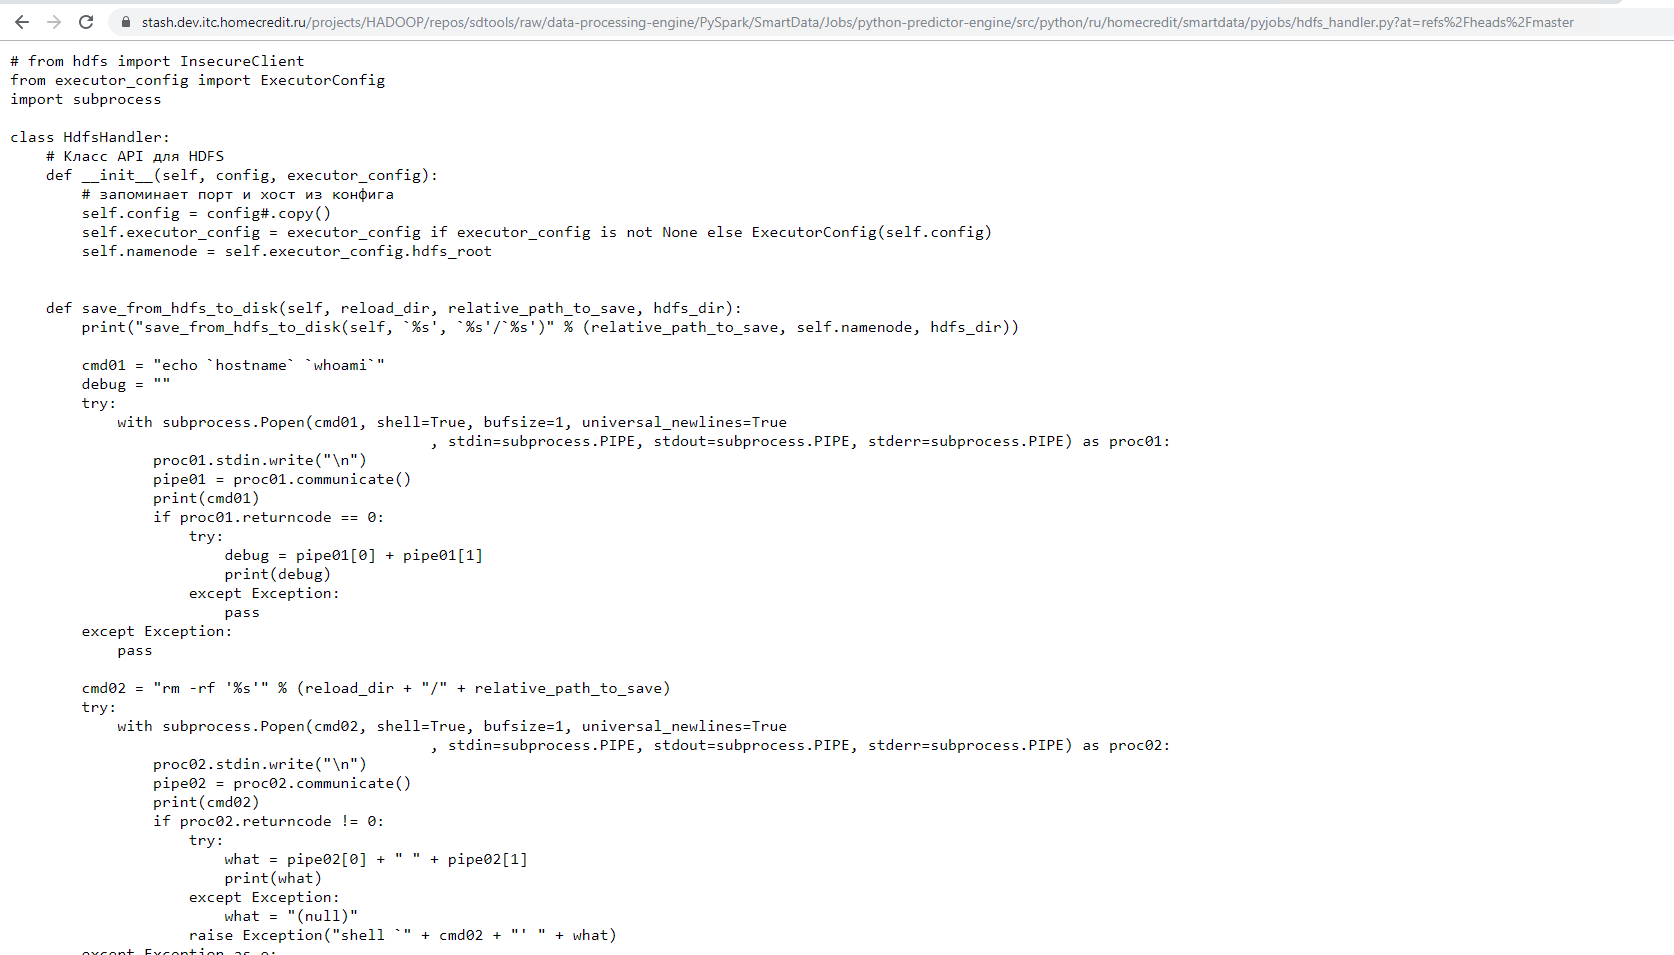 stash.dev.itc.homecredit.ru/projects/HADOOP/repos/sdtools/raw/data-processing-engine/PySpark/SmartData/Jobs/python-predictor-engine/src/python/ru/homecredit/smartdata/pyjobs/hdfs_handler.py?at=refs%2Fheads%2Fmaster
# from hdfs import InsecureClient
from executor_config import ExecutorConfig
import subprocess

class HdfsHandler:
    # Класс API для HDFS
    def __init__(self, config, executor_config):
        # запоминает порт и хост из конфига
        self.config = config#.copy()
        self.executor_config = executor_config if executor_config is not None else ExecutorConfig(self.config)
        self.namenode = self.executor_config.hdfs_root


    def save_from_hdfs_to_disk(self, reload_dir, relative_path_to_save, hdfs_dir):
        print("save_from_hdfs_to_disk(self, `%s', `%s'/`%s')" % (relative_path_to_save, self.namenode, hdfs_dir))

        cmd01 = "echo `hostname` `whoami`"
        debug = ""
        try:
            with subprocess.Popen(cmd01, shell=True, bufsize=1, universal_newlines=True
                                               , stdin=subprocess.PIPE, stdout=subprocess.PIPE, stderr=subprocess.PIPE) as proc01:
                proc01.stdin.write("\n")
                pipe01 = proc01.communicate()
                print(cmd01)
                if proc01.returncode == 0:
                    try:
                        debug = pipe01[0] + pipe01[1]
                        print(debug)
                    except Exception:
                        pass
        except Exception:
            pass

        cmd02 = "rm -rf '%s'" % (reload_dir + "/" + relative_path_to_save)
        try:
            with subprocess.Popen(cmd02, shell=True, bufsize=1, universal_newlines=True
                                               , stdin=subprocess.PIPE, stdout=subprocess.PIPE, stderr=subprocess.PIPE) as proc02:
                proc02.stdin.write("\n")
                pipe02 = proc02.communicate()
                print(cmd02)
                if proc02.returncode != 0:
                    try:
                        what = pipe02[0] + " " + pipe02[1]
                        print(what)
                    except Exception:
                        what = "(null)"
                    raise Exception("shell `" + cmd02 + "' " + what)
        except Exception as e: